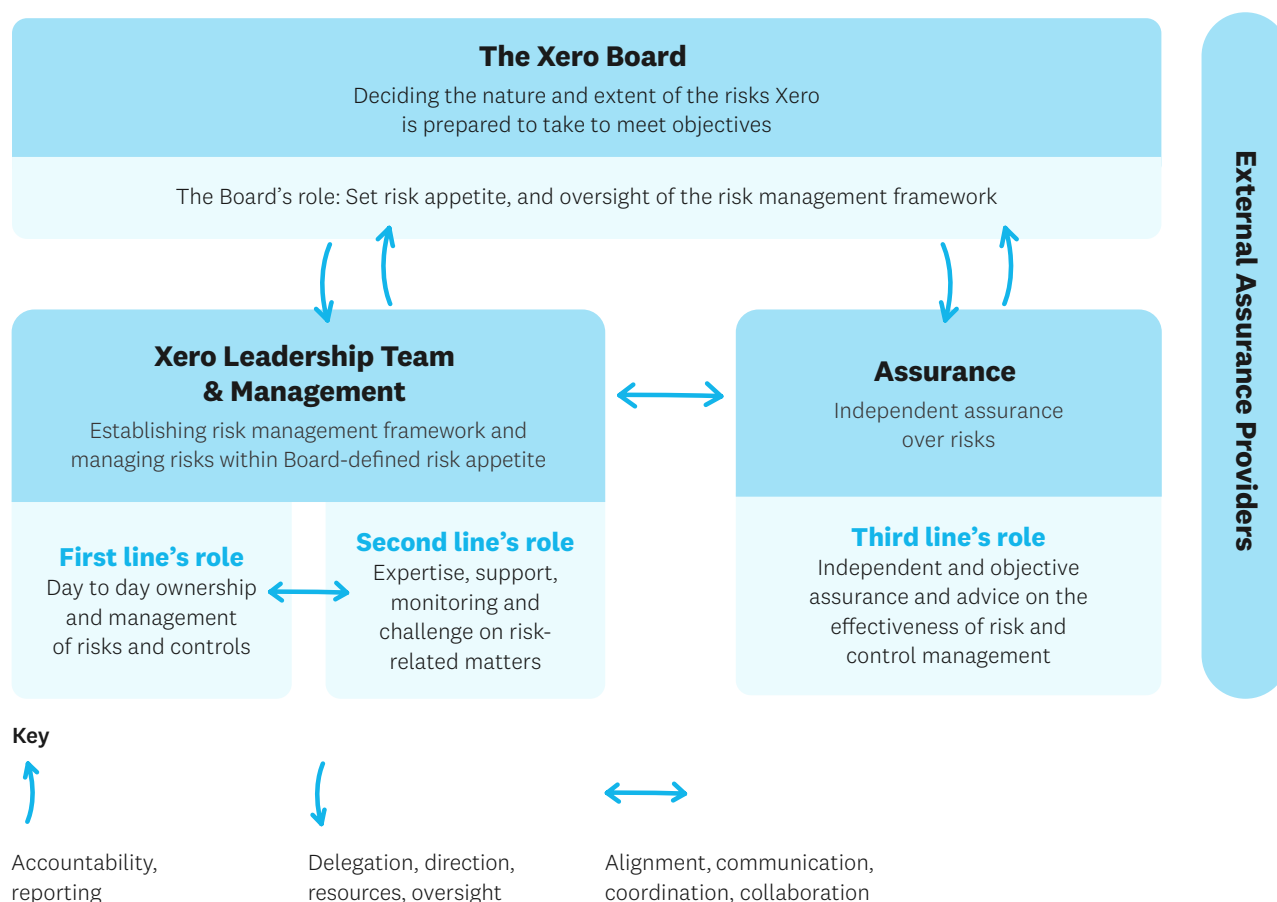 The Xero Board
Deciding the nature and extent of the risks Xero
is prepared to take to meet objectives
The Board's role: Set risk appetite, and oversight of the risk management framework
External Assurance Providers
Xero Leadership Team
& Management
Establishing risk management framework and
managing risks within Board-defined risk appetite
First line's role
Day to day ownership
and management
of risks and controls
Second line's role
Expertise, support,
monitoring and
challenge on risk-
related matters
Assurance
Independent assurance
over risks
Third line's role
Independent and objective
assurance and advice on the
effectiveness of risk and
control management
Key
Accountability,
reporting
Delegation, direction,
resources, oversight
Alignment, communication,
coordination, collaboration